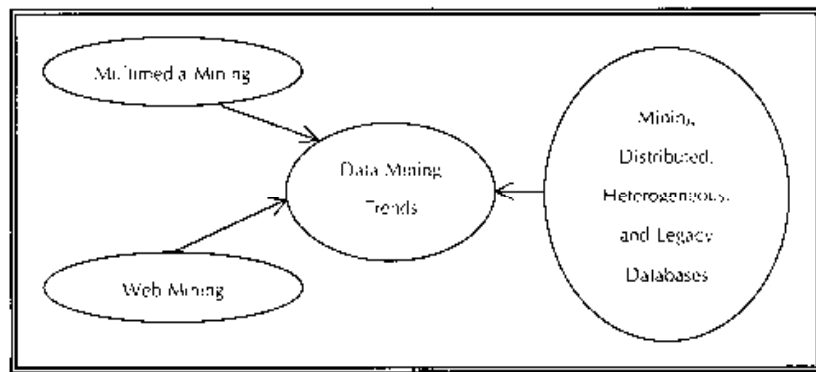 Multimedia Mining
Data Mining
Trends
Web Mining
Mining
Distributed,
Heterogeneous,
and Legacy
Databases